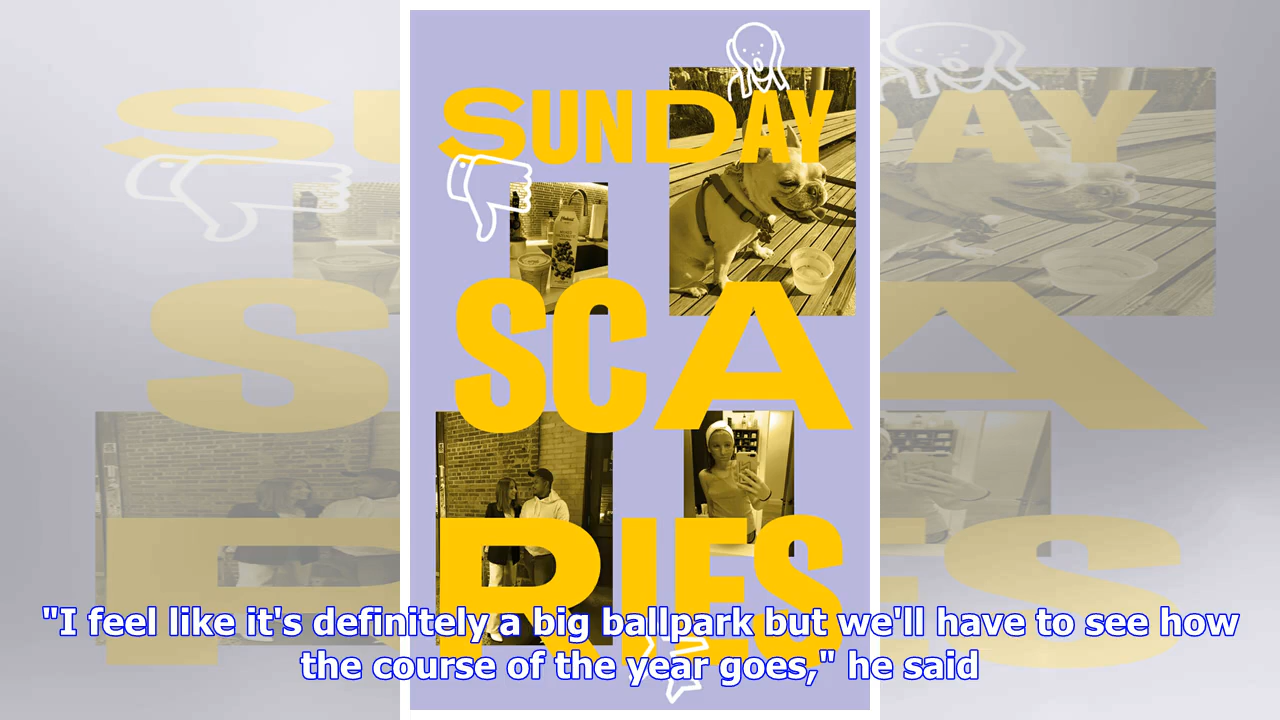 SUNDAY
SCA
RIES
"I feel like it's definitely a big ballpark but we'll have to see how
the course of the year goes," he said